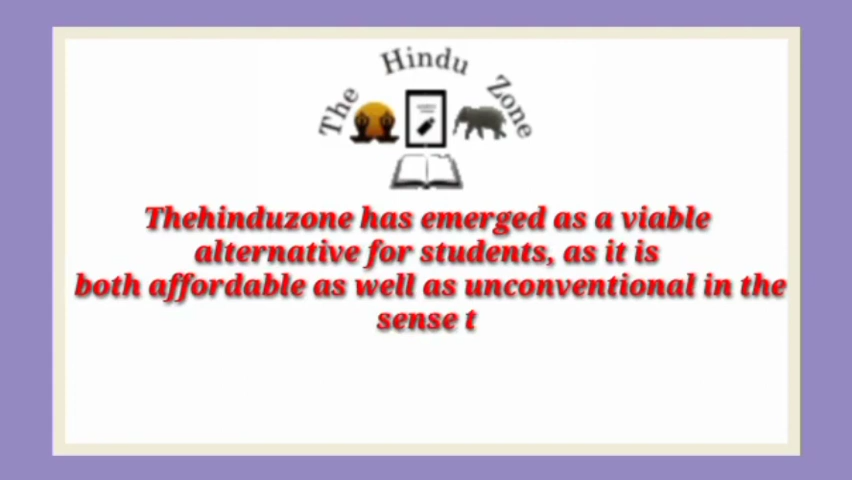 The Hindu Zone
Thehinduzone has emerged as a viable
alternative for students, as it is
both affordable as well as unconventional in the
sense t